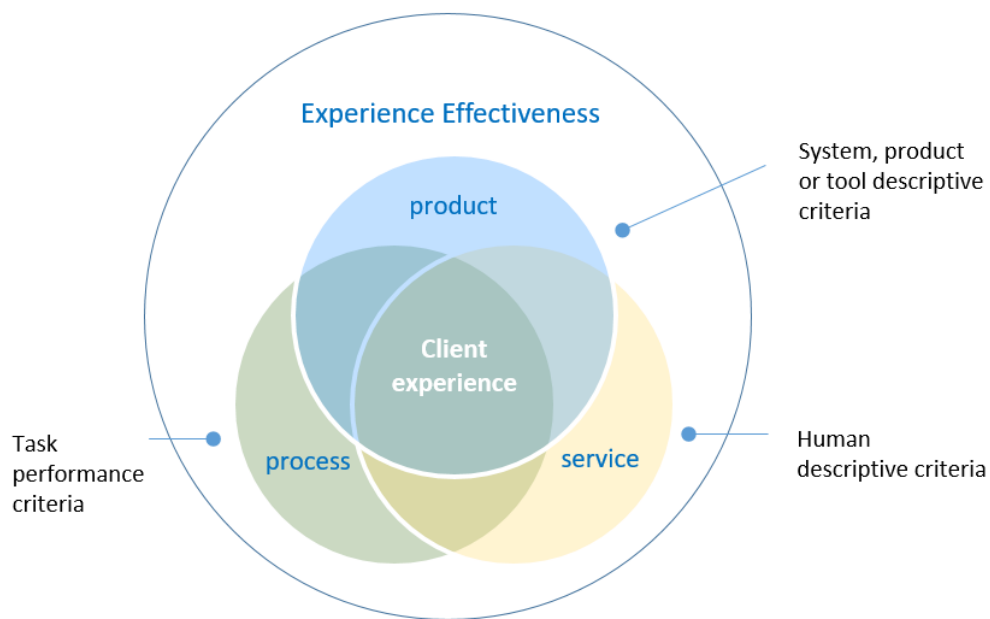 Experience Effectiveness
System, product
or tool descriptive
criteria
product
Client
experience
Task
performance
criteria
process
service
Human
descriptive criteria